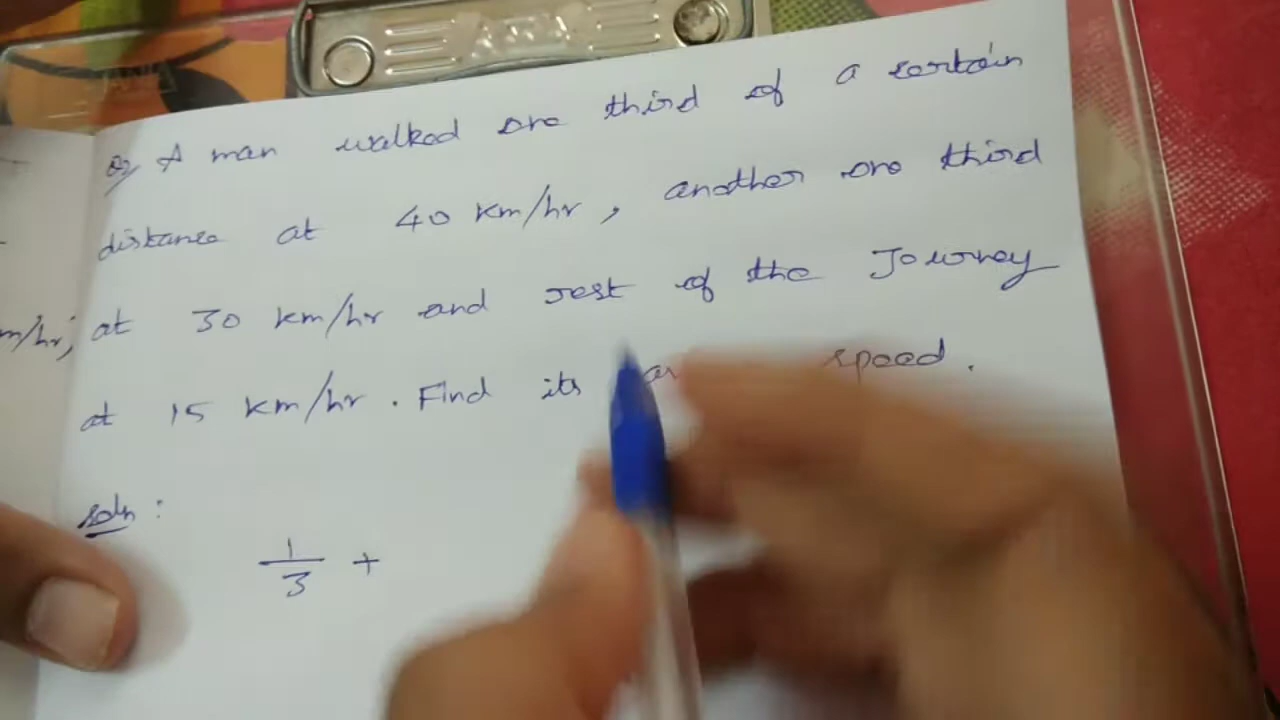 Q, A man walked one third of a certain
distance at 40 km/hr, another one third
m/hr; at 30 km/hr and rest of the Journey
at 15 km/hr. Find its speed.
soln :
1/3 +